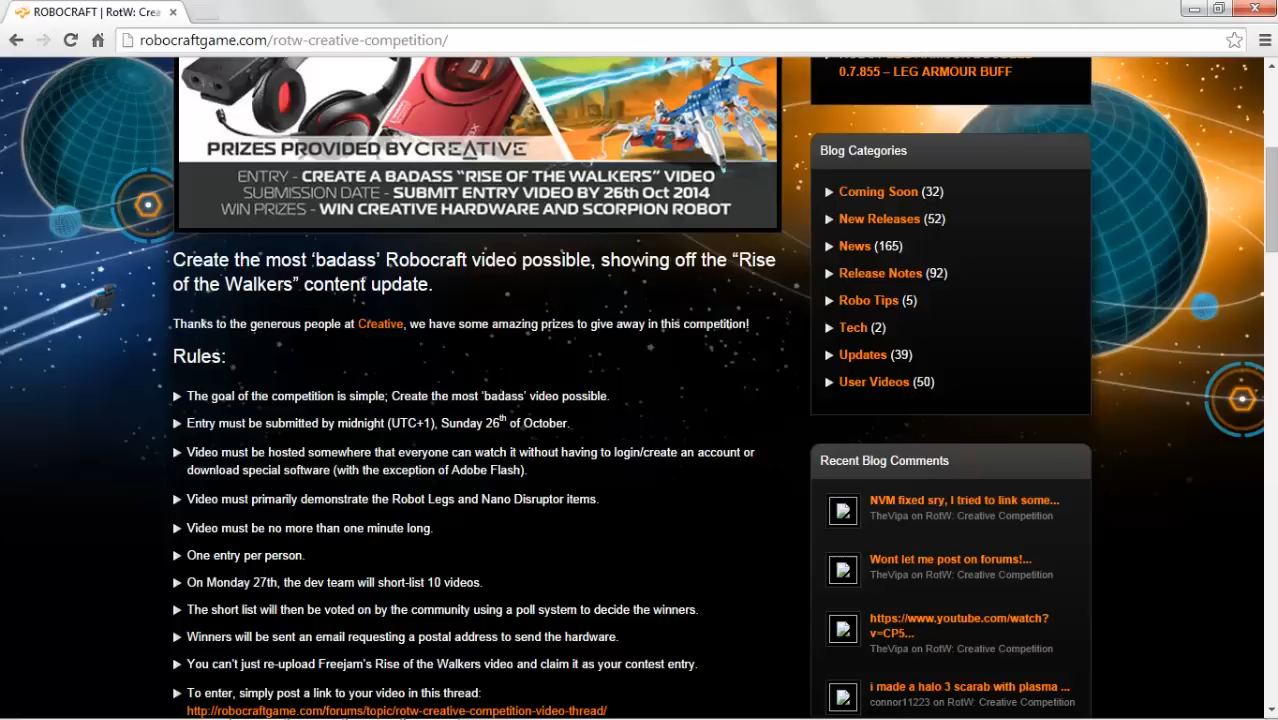 ROBOCRAFT | RotW: Crea
robocraftgame.com/rotw-creative-competition/
PRIZES PROVIDED BY CREATIVE
ENTRY - CREATE A BADASS "RISE OF THE WALKERS" VIDEO
SUBMISSION DATE - SUBMIT ENTRY VIDEO BY 26th Oct 2014
WIN PRIZES - WIN CREATIVE HARDWARE AND SCORPION ROBOT
Create the most ‘badass’ Robocraft video possible, showing off the “Rise
of the Walkers” content update.
Thanks to the generous people at Creative, we have some amazing prizes to give away in this competition!
Rules:
The goal of the competition is simple; Create the most ‘badass’ video possible.
Entry must be submitted by midnight (UTC+1), Sunday 26th of October.
Video must be hosted somewhere that everyone can watch it without having to login/create an account or
download special software (with the exception of Adobe Flash).
Video must primarily demonstrate the Robot Legs and Nano Disruptor items.
Video must be no more than one minute long.
One entry per person.
On Monday 27th, the dev team will short-list 10 videos.
The short list will then be voted on by the community using a poll system to decide the winners.
Winners will be sent an email requesting a postal address to send the hardware.
You can't just re-upload Freejam's Rise of the Walkers video and claim it as your contest entry.
To enter, simply post a link to your video in this thread:
http://robocraftgame.com/forums/topic/rotw-creative-competition-video-thread/
0.7.855 – LEG ARMOUR BUFF
Blog Categories
Coming Soon (32)
New Releases (52)
News (165)
Release Notes (92)
Robo Tips (5)
Tech (2)
Updates (39)
User Videos (50)
Recent Blog Comments
NVM fixed sry, I tried to link some...
TheVipa on RotW: Creative Competition
Wont let me post on forums!...
TheVipa on RotW: Creative Competition
https://www.youtube.com/watch?
v=CP5...
TheVipa on RotW: Creative Competition
i made a halo 3 scarab with plasma ...
connor11223 on RotW: Creative Competition